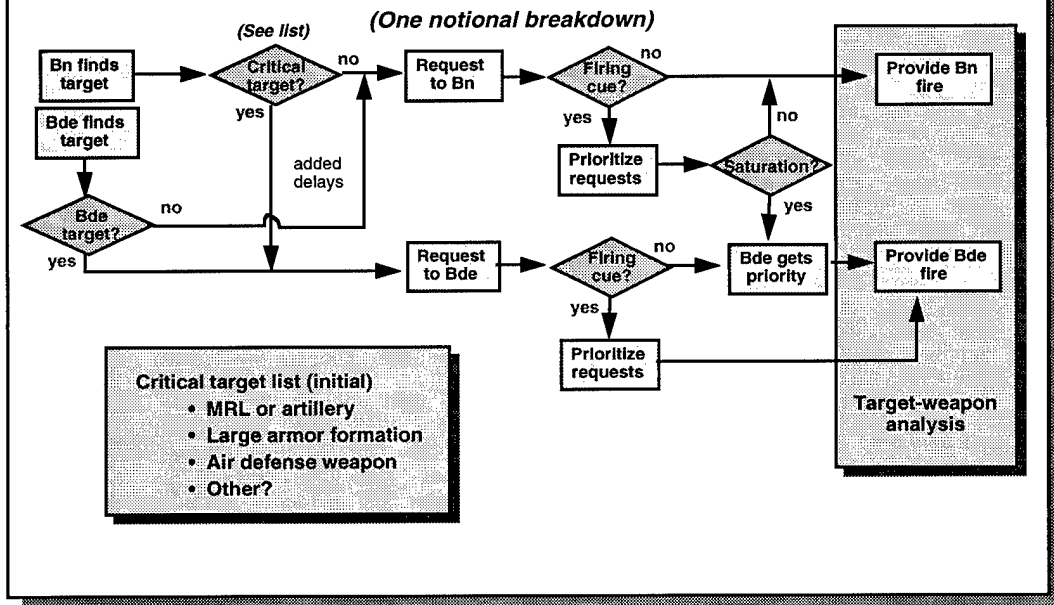 (One notional breakdown)
(See list)
Bn finds
target
Critical
target?
no
yes
Request
to Bn
Firing
cue?
no
yes
Provide Bn
fire
Bde finds
target
added
delays
Prioritize
requests
Saturation?
no
yes
Bde
target?
no
yes
Request
to Bde
Firing
cue?
no
yes
Bde gets
priority
Provide Bde
fire
Prioritize
requests
Target-weapon
analysis
Critical target list (initial)
• MRL or artillery
• Large armor formation
• Air defense weapon
• Other?